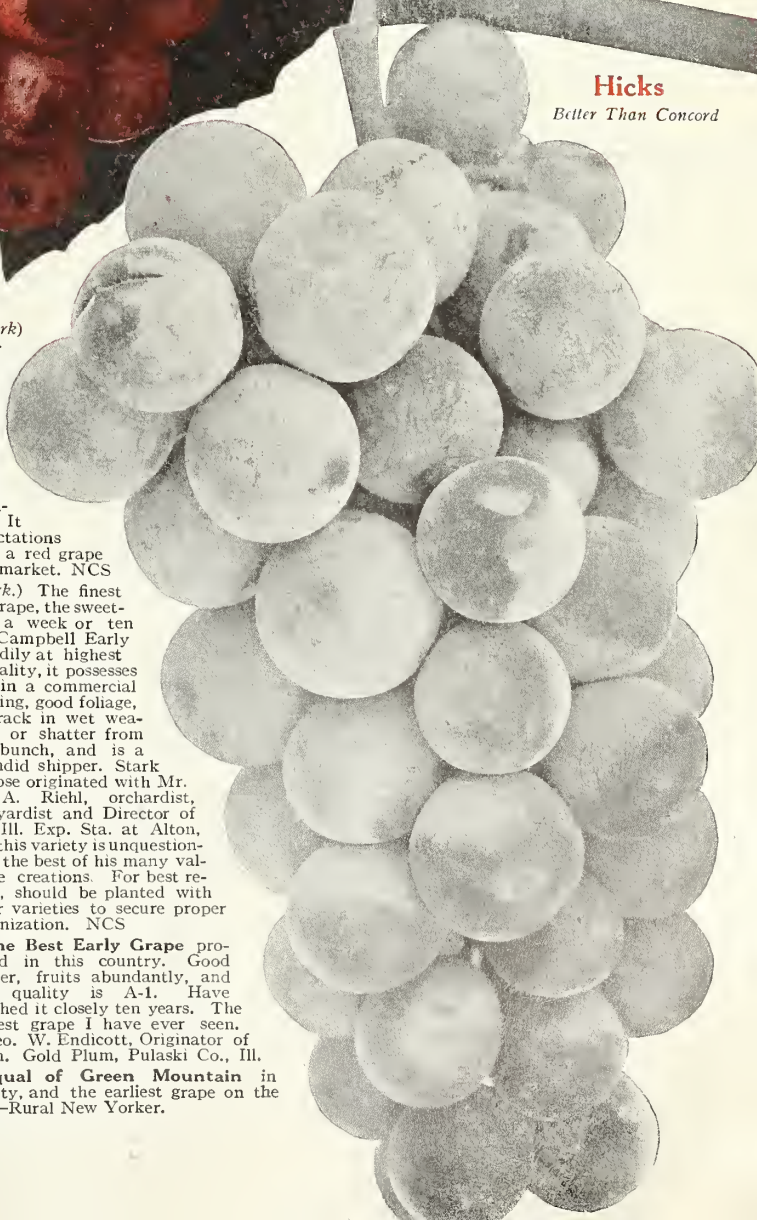 Hicks
Better Than Concord
rk)
It
ctations
a red grape
market. NCS
k.) The finest
rape, the sweet-
a week or ten
Campbell Early
dily at highest
ality, it possesses
in a commercial
ing, good foliage,
rack in wet wea-
or shatter from
bunch, and is a
ndid shipper. Stark
ose originated with Mr.
A. Riehl, orchardist,
yardist and Director of
Ill. Exp. Sta. at Alton,
this variety is unquestion-
the best of his many val-
e creations. For best re-
, should be planted with
r varieties to secure proper
nization. NCS
ne Best Early Grape pro-
d in this country. Good
er, fruits abundantly, and
quality is A-1. Have
hed it closely ten years. The
est grape I have ever seen.
eo. W. Endicott, Originator of
n. Gold Plum, Pulaski Co., Ill.
qual of Green Mountain in
ty, and the earliest grape on the
—Rural New Yorker.